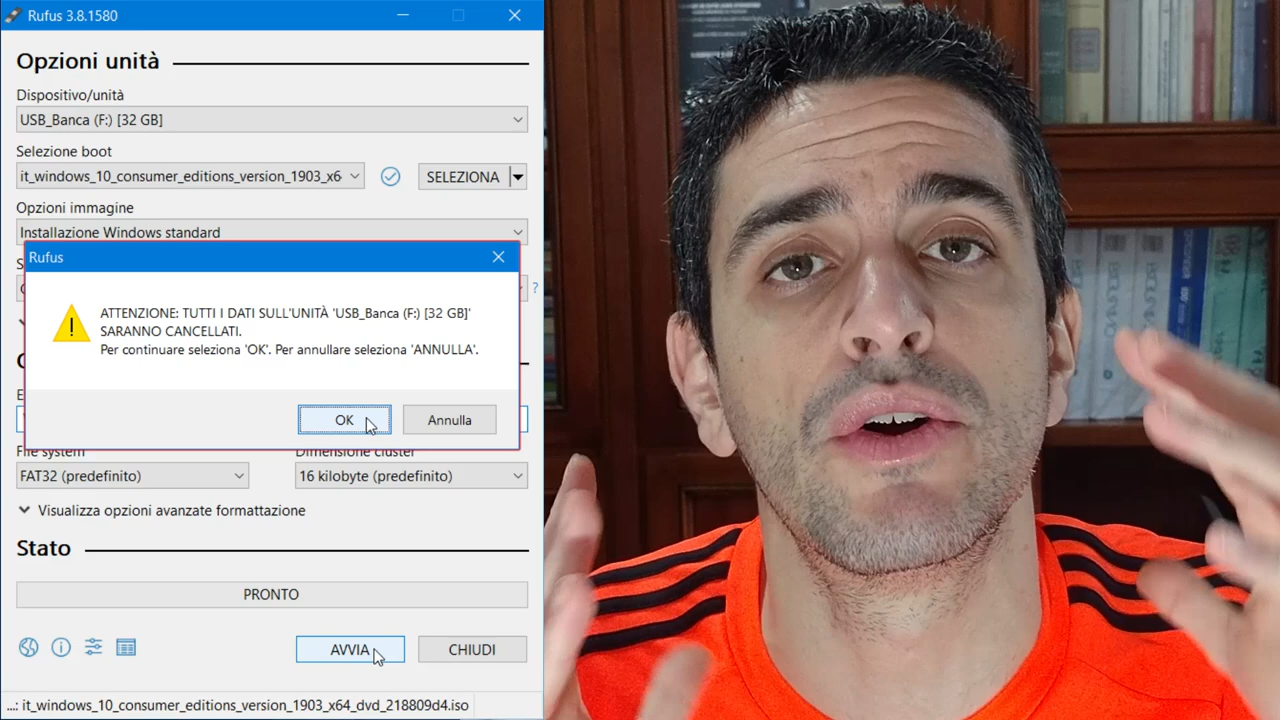 Rufus 3.8.1580
Opzioni unità
Dispositivo/unità
USB_Banca (F:) [32 GB]
Selezione boot
it_windows_10_consumer_editions_version_1903_x6
SELEZIONA
Opzioni immagine
Installazione Windows standard
Rufus
ATTENZIONE: TUTTI I DATI SULL'UNITÀ 'USB_Banca (F:) [32 GB]'
SARANNO CANCELLATI.
Per continuare seleziona 'OK'. Per annullare seleziona 'ANNULLA'.
OK
Annulla
File system
Dimensione cluster
FAT32 (predefinito)
16 kilobyte (predefinito)
Visualizza opzioni avanzate formattazione
Stato
PRONTO
AVVIA
CHIUDI
...: it_windows_10_consumer_editions_version_1903_x64_dvd_218809d4.iso